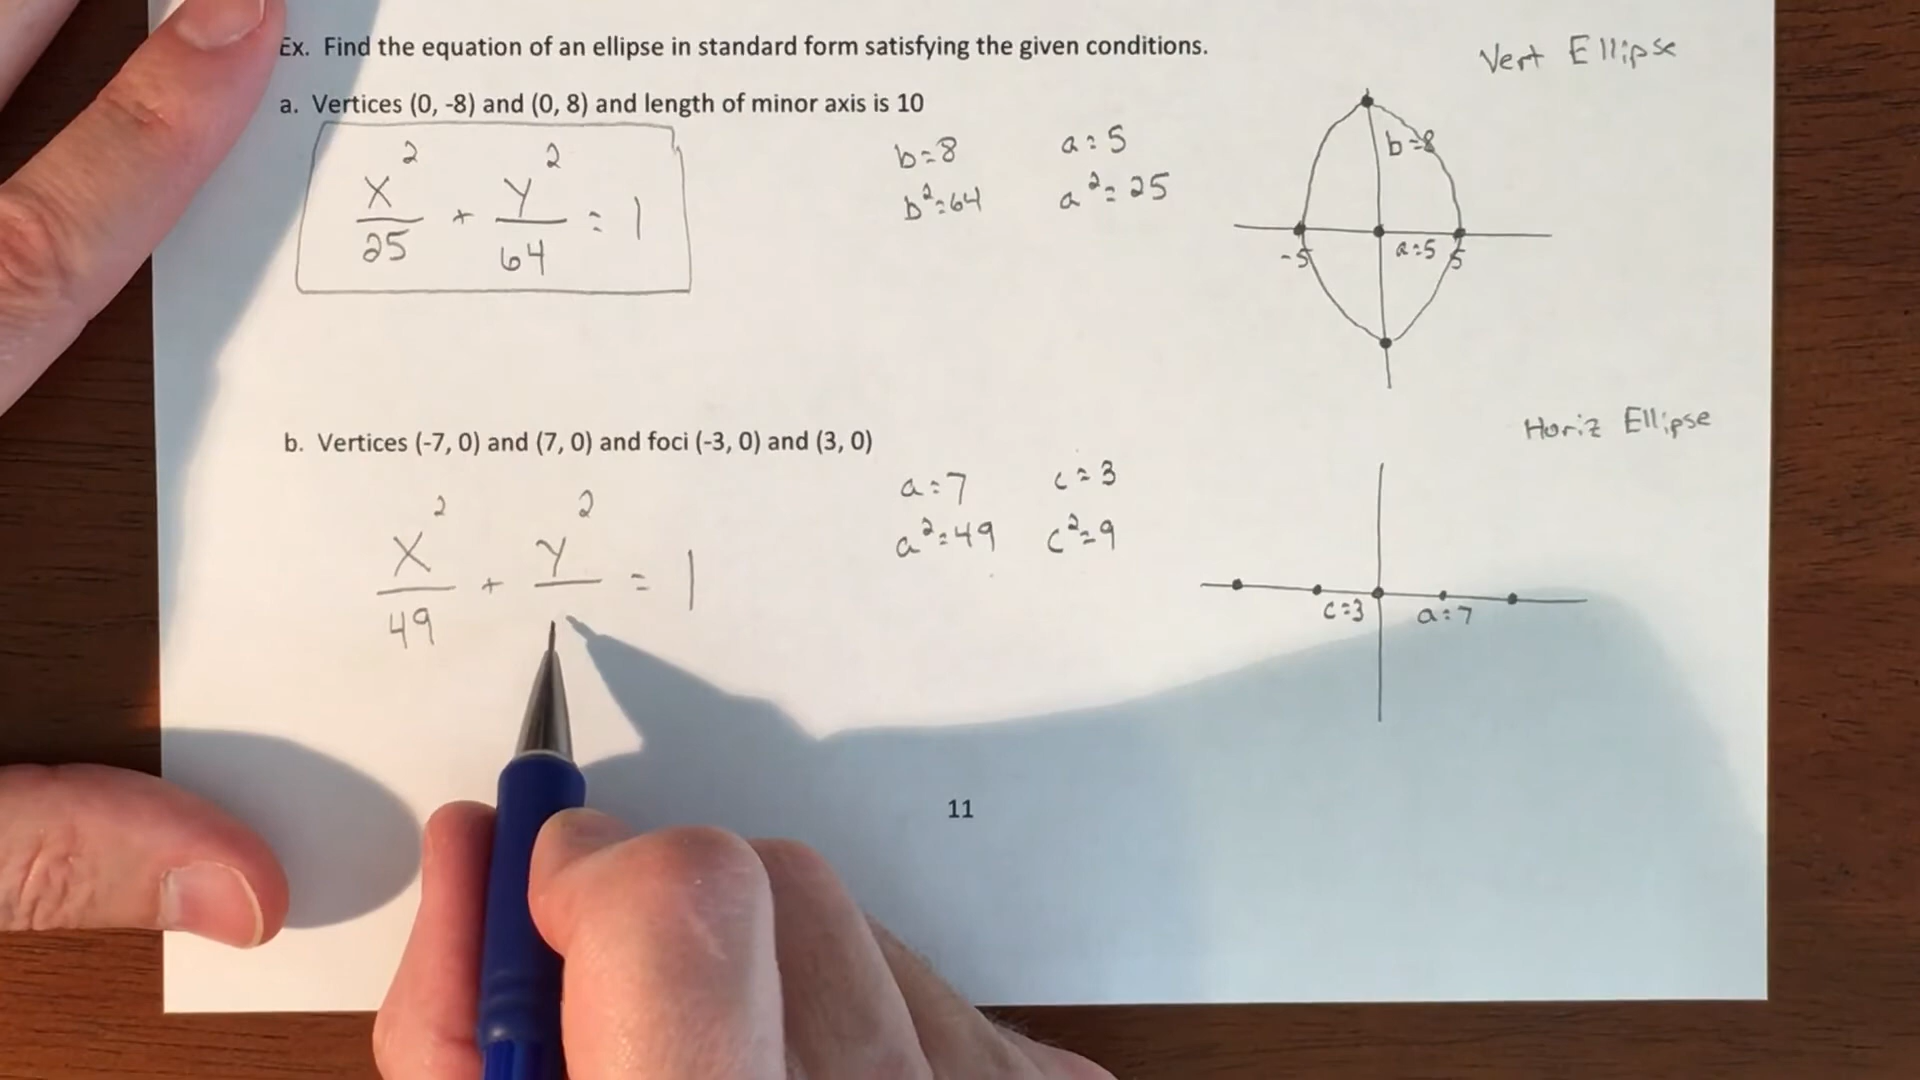 Ex. Find the equation of an ellipse in standard form satisfying the given conditions.
Vert Ellipse
a. Vertices (0, -8) and (0, 8) and length of minor axis is 10
x² / 25 + y² / 64 = 1
b=8 a=5
b²=64 a²=25
b=8
-5 a=5 5
Horiz Ellipse
b. Vertices (-7, 0) and (7, 0) and foci (-3, 0) and (3, 0)
x² / 49 + y² / = 1
a=7 c=3
a²=49 c²=9
c=3 a=7
11